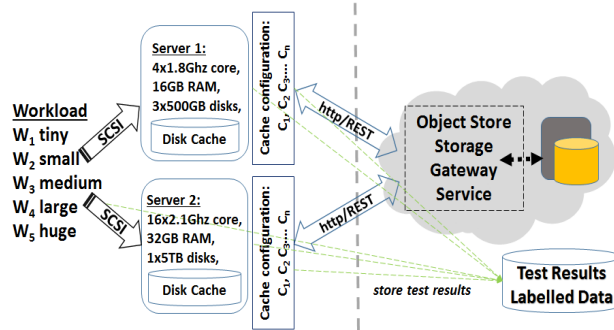 Workload
W1 tiny
W2 small
W3 medium
W4 large
W5 huge
SCSI
SCSI
Server 1:
4x1.8Ghz core,
16GB RAM,
3x500GB disks,
Disk Cache
Cache configuration:
C1, C2 C3.... Cn
Server 2:
16x2.1Ghz core,
32GB RAM,
1x5TB disks,
Disk Cache
Cache configuration:
C1, C2 C3.... Cn
http/REST
http/REST
Object Store
Storage
Gateway
Service
store test results
Test Results
Labelled Data